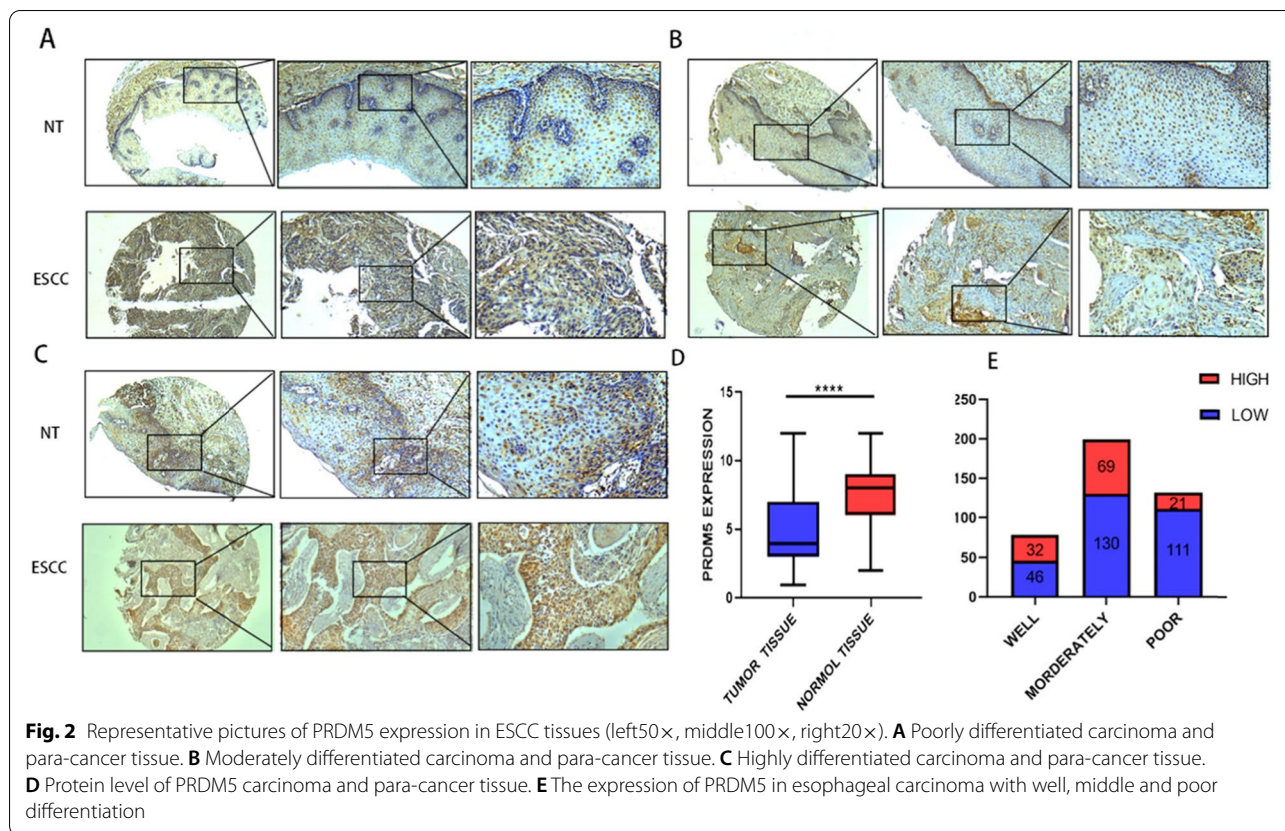 A
B
NT
ESCC
C
D
E
NT
ESCC
HIGH
LOW
****
PRDM5 EXPRESSION
15
10
5
0
TUMOR TISSUE
NORMOL TISSUE
250
200
150
100
50
0
32
46
69
130
21
111
WELL
MORDERATELY
POOR
Fig. 2 Representative pictures of PRDM5 expression in ESCC tissues (left50×, middle100×, right20×). A Poorly differentiated carcinoma and
para-cancer tissue. B Moderately differentiated carcinoma and para-cancer tissue. C Highly differentiated carcinoma and para-cancer tissue.
D Protein level of PRDM5 carcinoma and para-cancer tissue. E The expression of PRDM5 in esophageal carcinoma with well, middle and poor
differentiation